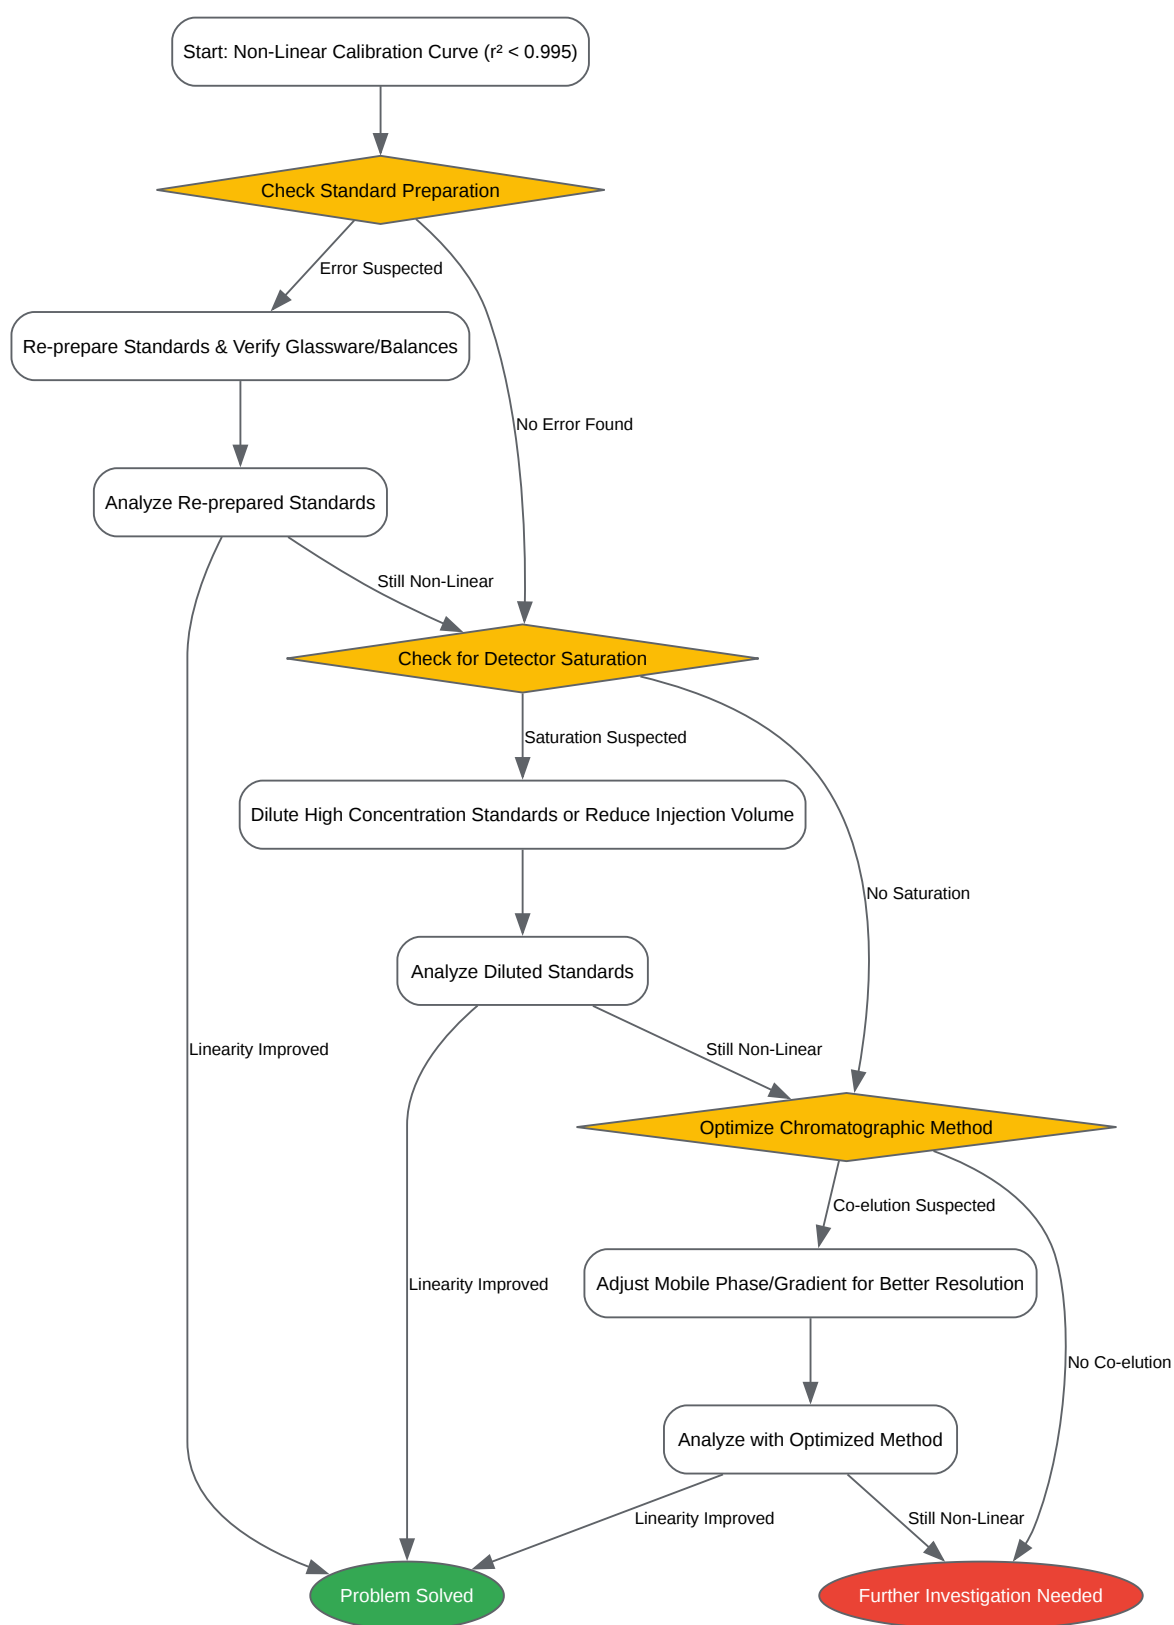 Start: Non-Linear Calibration Curve (r² < 0.995)
Check Standard Preparation
Error Suspected
Re-prepare Standards & Verify Glassware/Balances
No Error Found
Analyze Re-prepared Standards
Still Non-Linear
Check for Detector Saturation
Saturation Suspected
Dilute High Concentration Standards or Reduce Injection Volume
No Saturation
Analyze Diluted Standards
Linearity Improved
Still Non-Linear
Optimize Chromatographic Method
Co-elution Suspected
Linearity Improved
Adjust Mobile Phase/Gradient for Better Resolution
No Co-elution
Analyze with Optimized Method
Linearity Improved
Still Non-Linear
Problem Solved
Further Investigation Needed